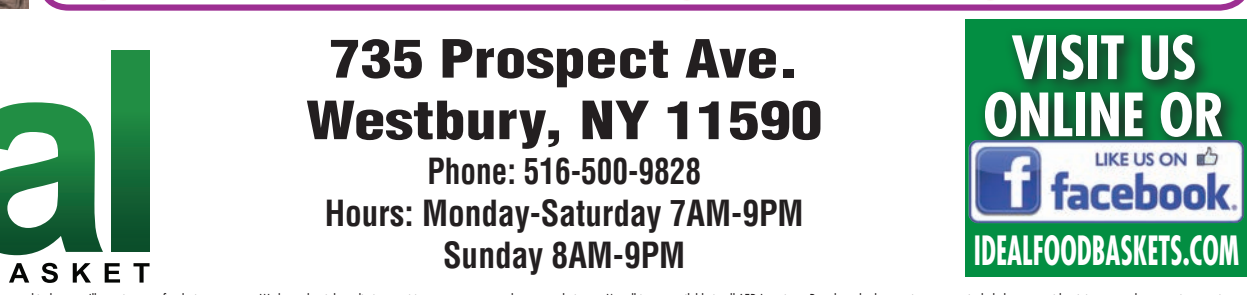 al
ASKET
735 Prospect Ave.
Westbury, NY 11590
Phone: 516-500-9828
Hours: Monday-Saturday 7AM-9PM
Sunday 8AM-9PM
VISIT US
ONLINE OR
f LIKE US ON
facebook.
IDEALFOODBASKETS.COM